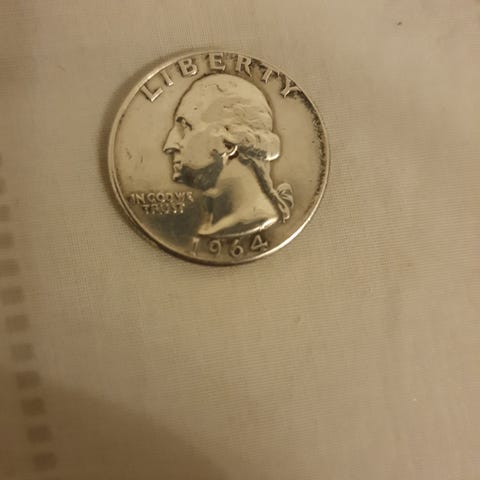 LIBERTY
IN GOD WE
TRUST
1964